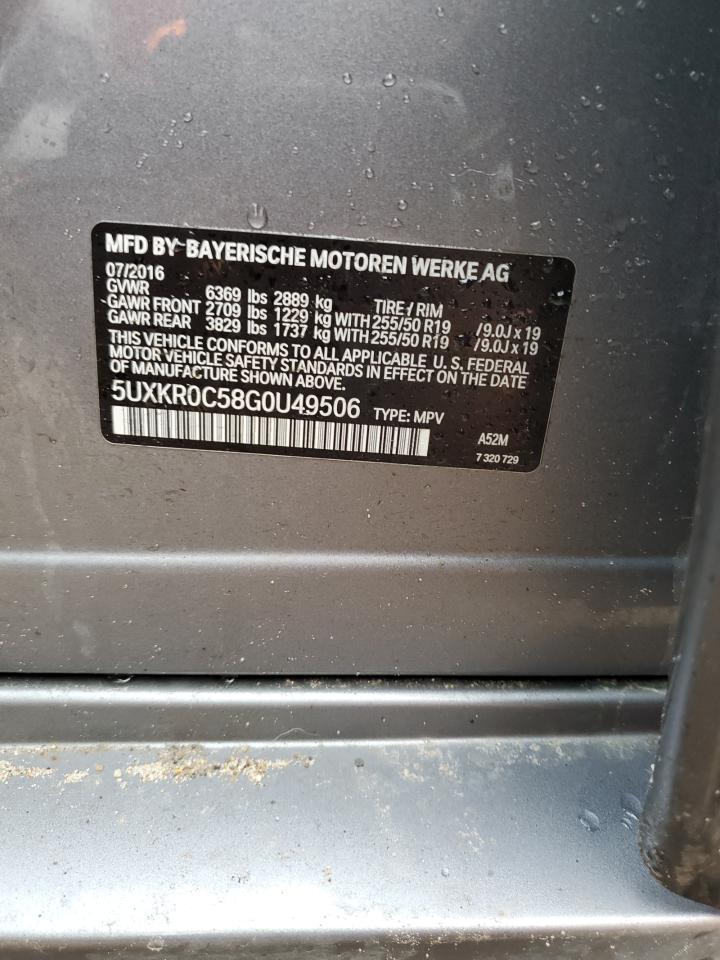 MFD BY BAYERISCHE MOTOREN WERKE AG
07/2016
GVWR 6369 lbs 2889 kg TIRE / RIM
GAWR FRONT 2709 lbs 1229 kg WITH 255/50 R19 /9.0J x 19
GAWR REAR 3829 lbs 1737 kg WITH 255/50 R19 /9.0J x 19
THIS VEHICLE CONFORMS TO ALL APPLICABLE U. S. FEDERAL
MOTOR VEHICLE SAFETY STANDARDS IN EFFECT ON THE DATE
OF MANUFACTURE SHOWN ABOVE.
5UXKR0C58G0U49506 TYPE: MPV
A52M
7 320 729